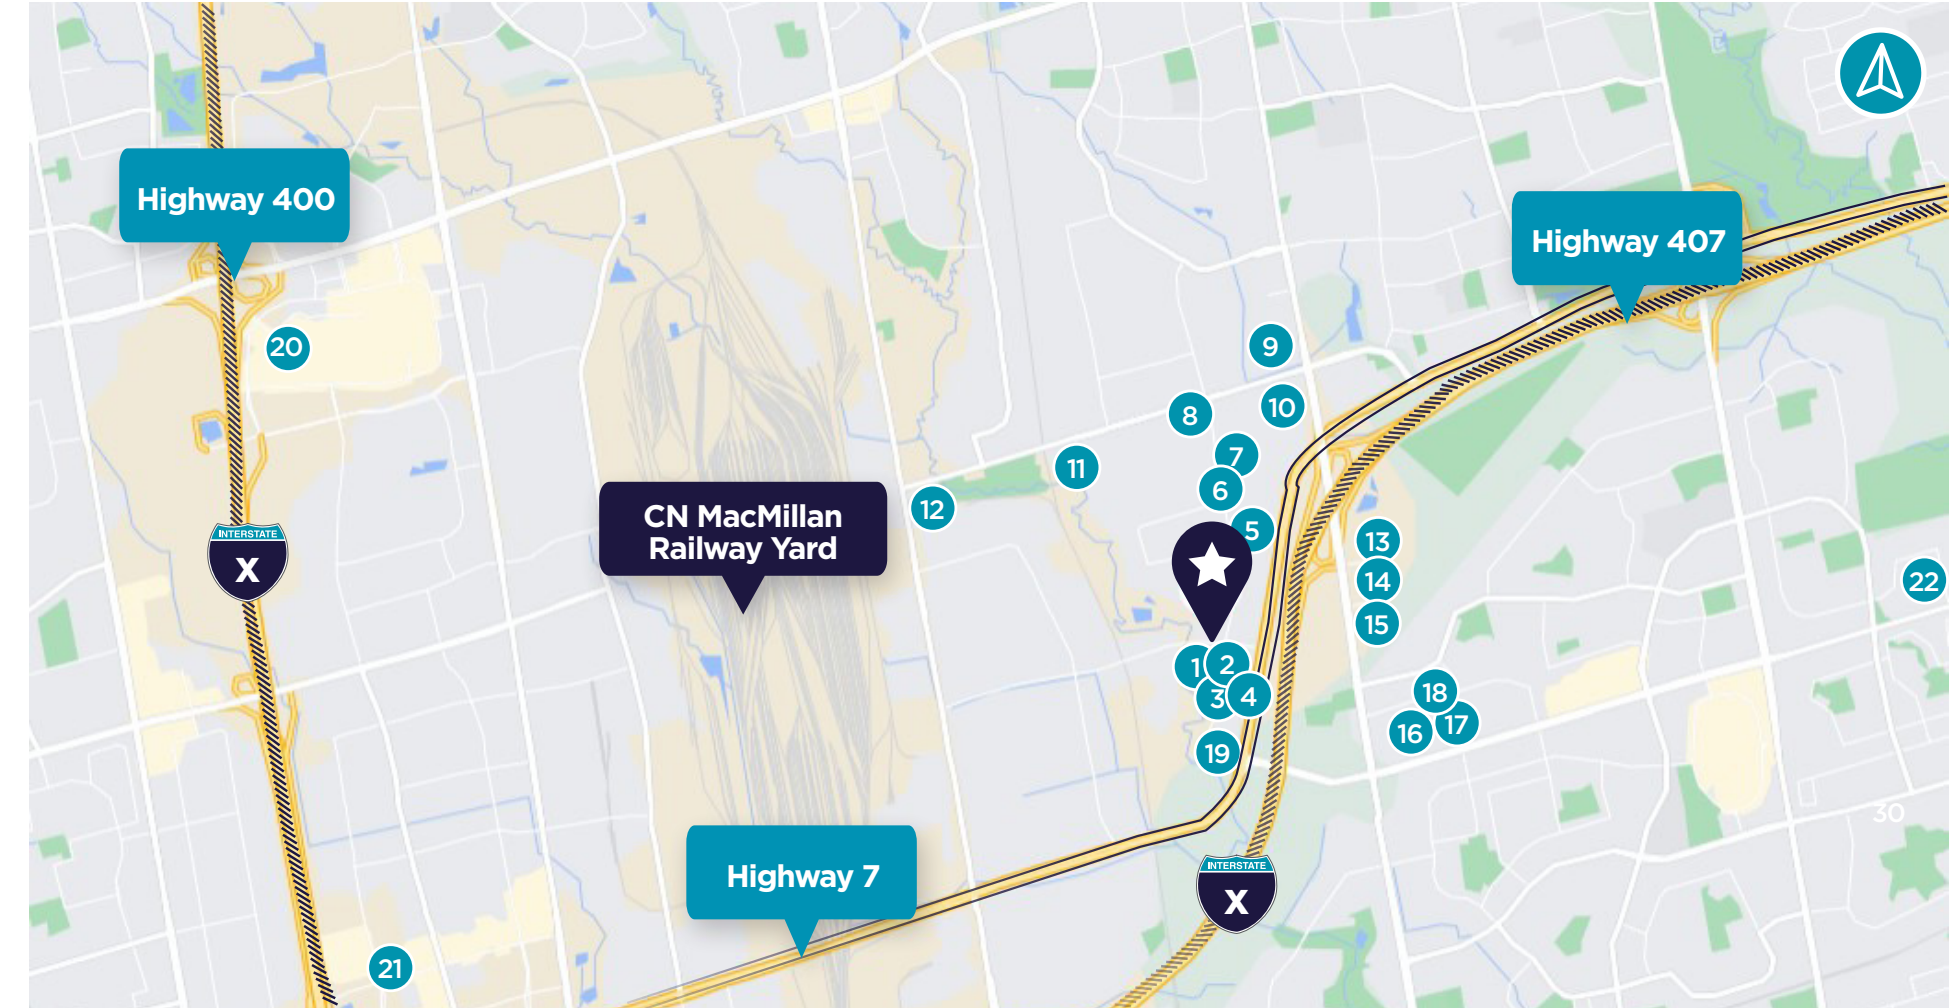 Highway 400
Highway 407
20
9
10
8
7
11
6
12
CN MacMillan
Railway Yard
5
13
INTERSTATE
X
14
22
15
1
2
3
4
18
17
16
19
30
Highway 7
INTERSTATE
X
21